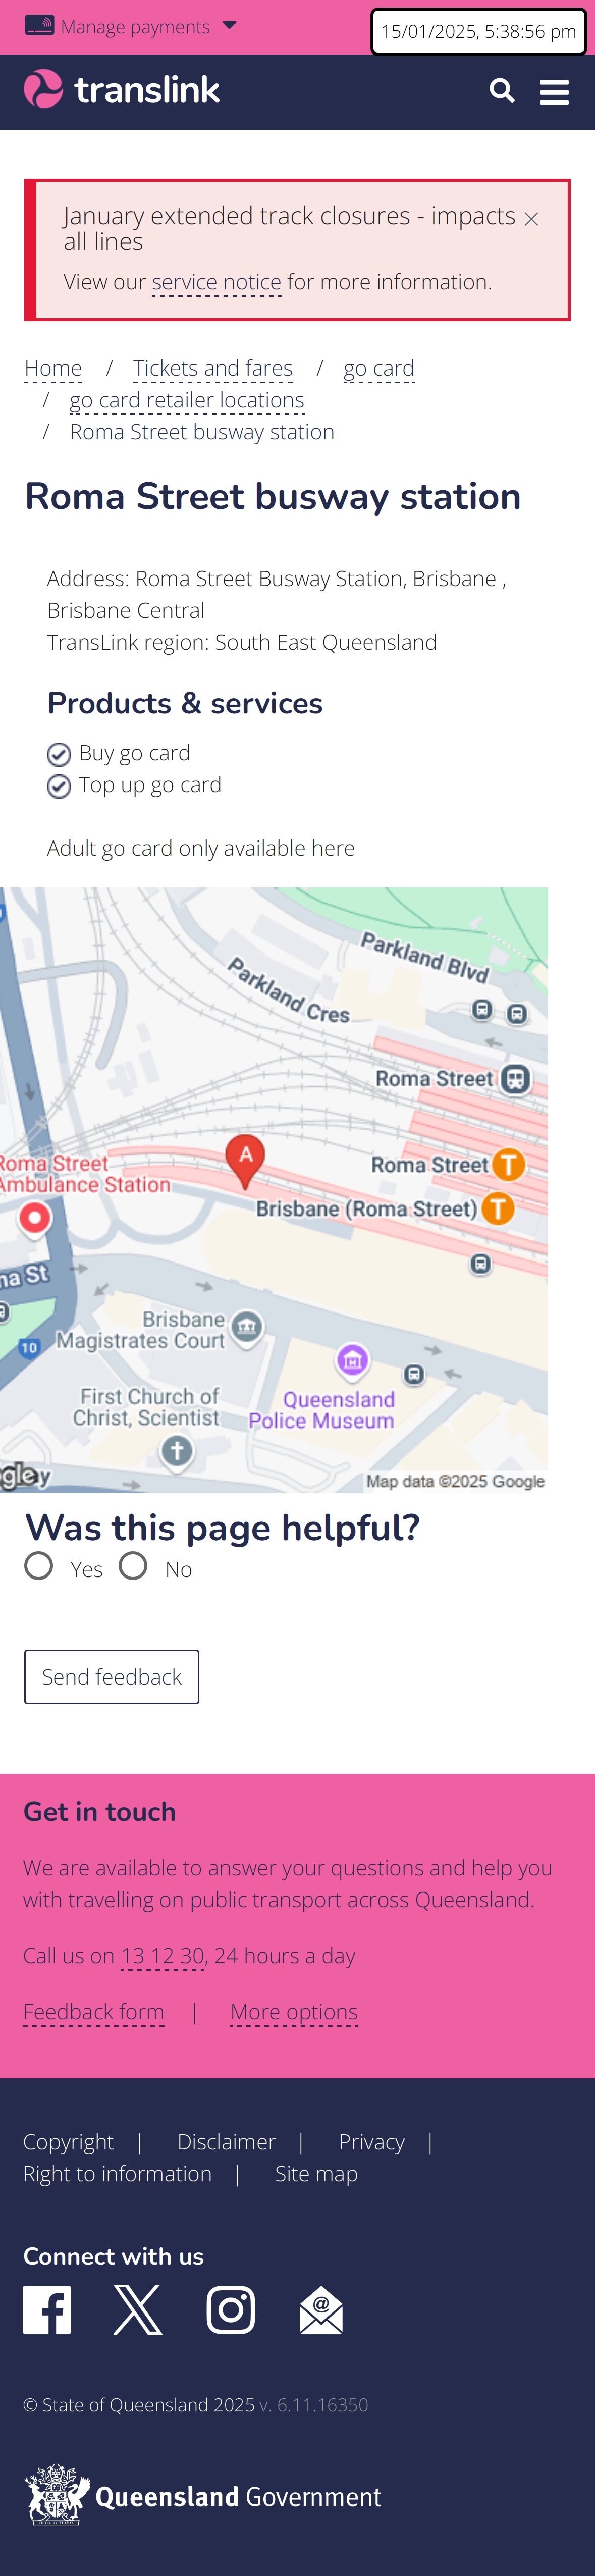 Manage payments
15/01/2025, 5:38:56 pm
translink
January extended track closures - impacts
all lines
View our service notice for more information.
Home / Tickets and fares / go card
/ go card retailer locations
/ Roma Street busway station
Roma Street busway station
Address: Roma Street Busway Station, Brisbane ,
Brisbane Central
TransLink region: South East Queensland
Products & services
Buy go card
Top up go card
Adult go card only available here
Parkland Blvd
Parkland Cres
Roma Street
A
Roma Street
Ambulance Station
Roma Street T
Brisbane (Roma Street) T
na St
10
Brisbane
Magistrates Court
Queensland
Police Museum
First Church of
Christ, Scientist
gle
y
Map data ©2025 Google
Was this page helpful?
Yes No
Send feedback
Get in touch
We are available to answer your questions and help you
with travelling on public transport across Queensland.
Call us on 13 12 30, 24 hours a day
Feedback form | More options
Copyright | Disclaimer | Privacy |
Right to information | Site map
Connect with us
@
© State of Queensland 2025 v. 6.11.16350
Queensland Government